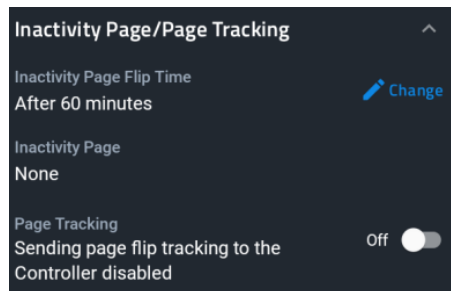 Inactivity Page/Page Tracking
Inactivity Page Flip Time
After 60 minutes
Change
Inactivity Page
None
Page Tracking
Sending page flip tracking to the
Controller disabled
Off